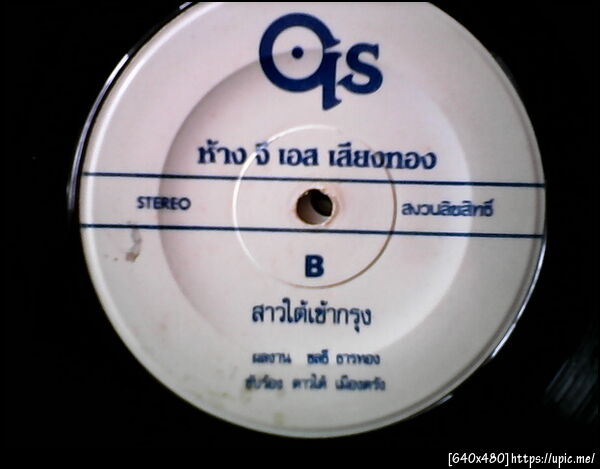 ห้าง จี เอส เสียงทอง
STEREO
สงวนลิขสิทธิ์
B
สาวใต้เข้ากรุง
ผลงาน ชลธี ธารทอง
ขับร้อง ดาวใต้ เมืองตรัง
[640x480]https://upic.me/